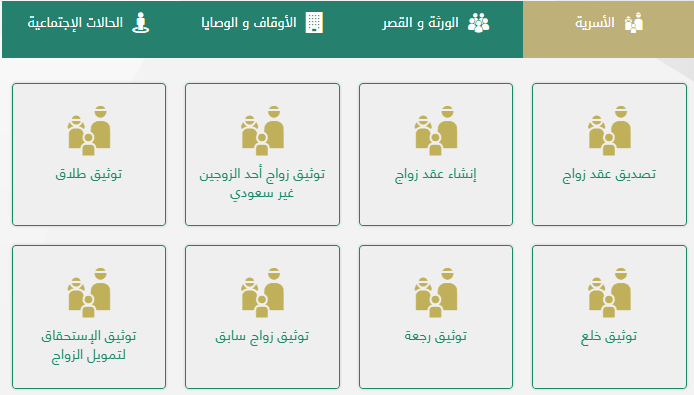 الأسرية
الورثة و القصر
الأوقاف و الوصايا
الحالات الإجتماعية
تصديق عقد زواج
إنشاء عقد زواج
توثيق زواج أحد الزوجين
غير سعودي
توثيق طلاق
توثيق خلع
توثيق رجعة
توثيق زواج سابق
توثيق الإستحقاق
لتمويل الزواج